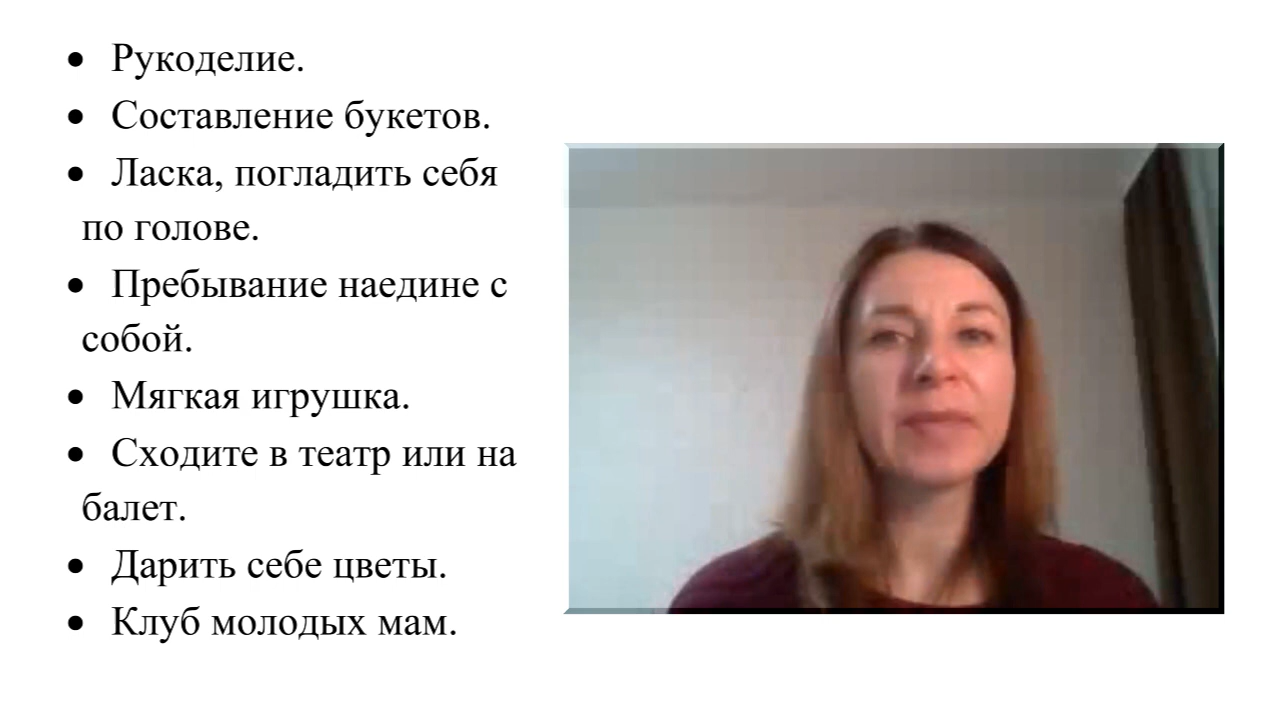 • Рукоделие.
• Составление букетов.
• Ласка, погладить себя
по голове.
• Пребывание наедине с
собой.
• Мягкая игрушка.
• Сходите в театр или на
балет.
• Дарить себе цветы.
• Клуб молодых мам.